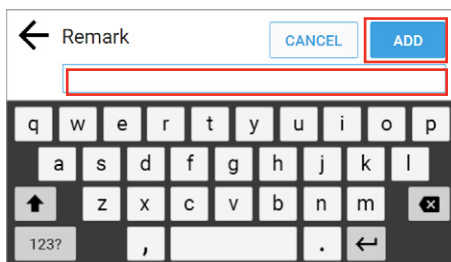 Remark CANCEL ADD
q w e r t y u i o p
a s d f g h j k l
z x c v b n m
123? , .